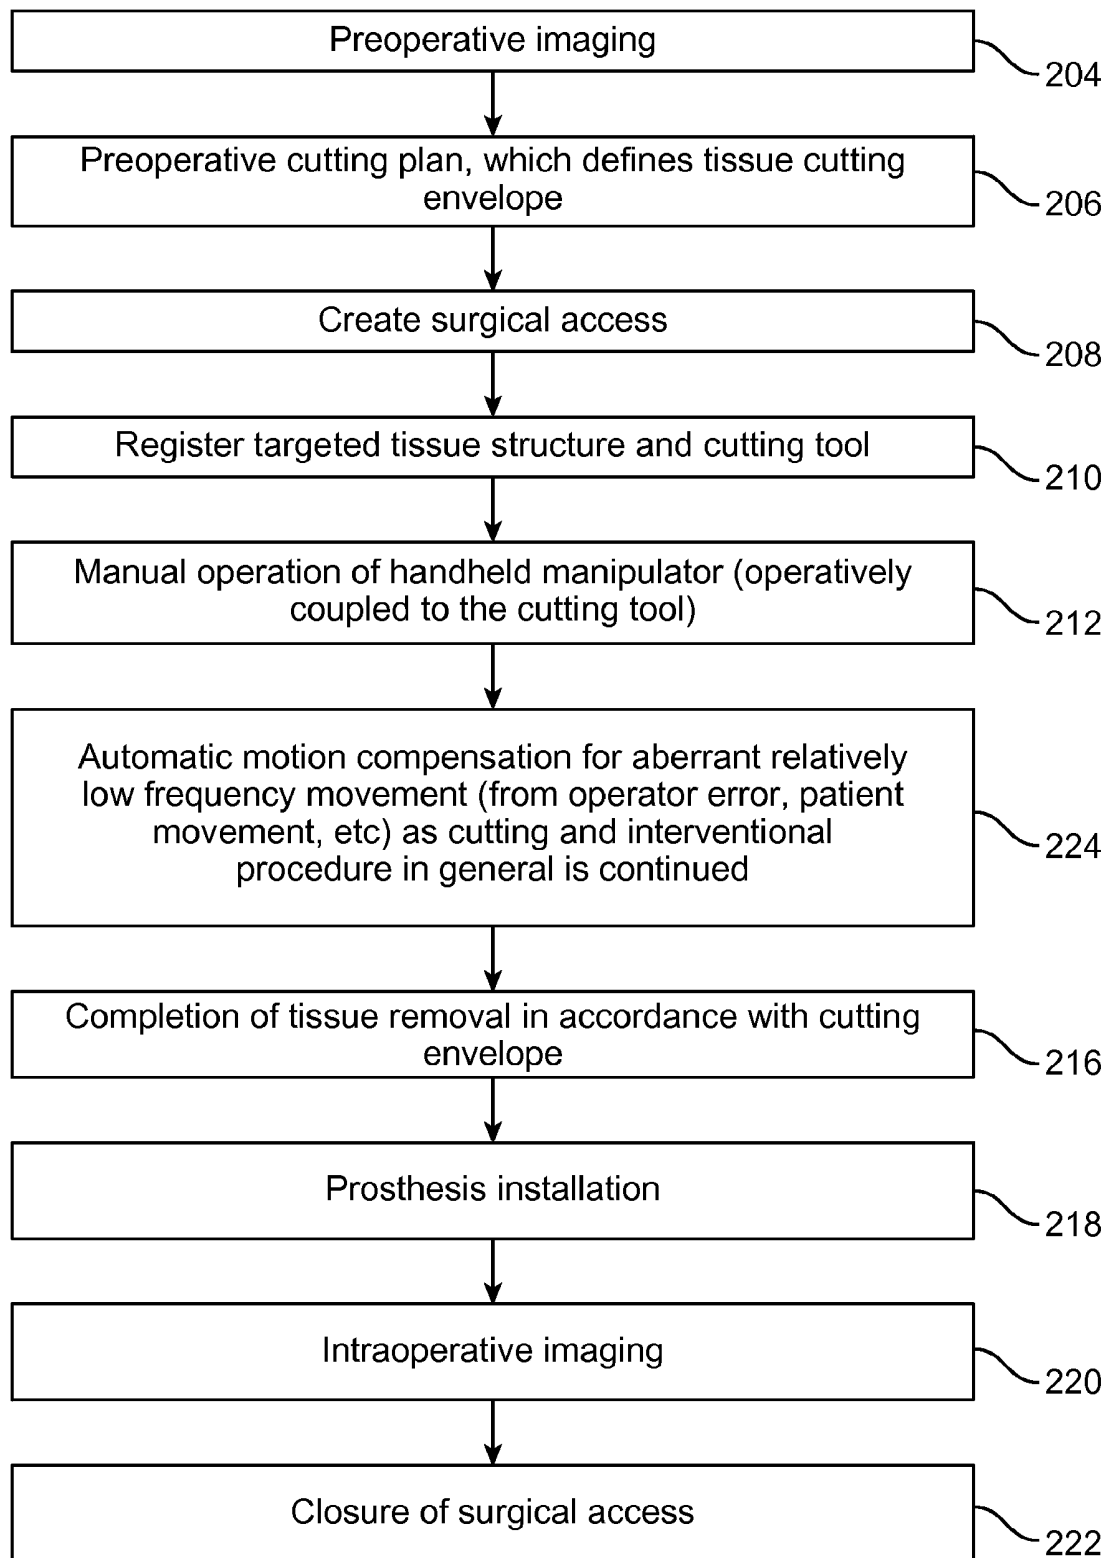 Preoperative imaging
204
Preoperative cutting plan, which defines tissue cutting
envelope
206
Create surgical access
208
Register targeted tissue structure and cutting tool
210
Manual operation of handheld manipulator (operatively
coupled to the cutting tool)
212
Automatic motion compensation for aberrant relatively
low frequency movement (from operator error, patient
movement, etc) as cutting and interventional
procedure in general is continued
224
Completion of tissue removal in accordance with cutting
envelope
216
Prosthesis installation
218
Intraoperative imaging
220
Closure of surgical access
222